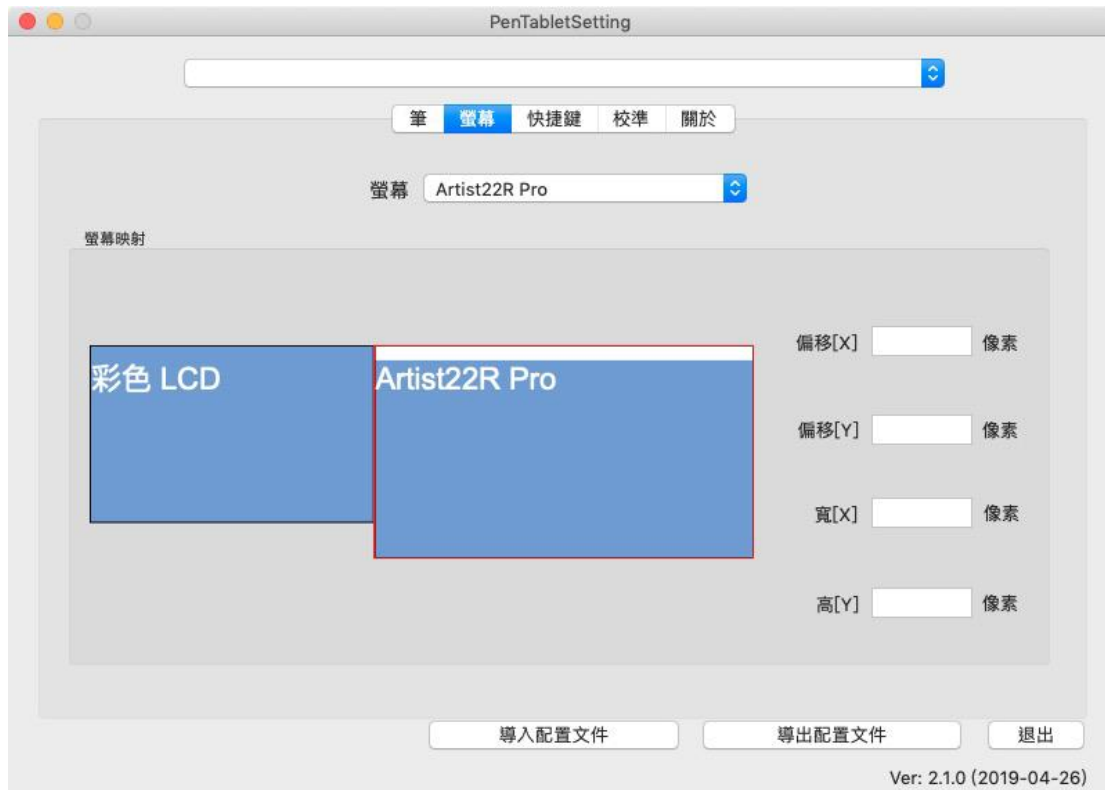 PenTabletSetting
筆 螢幕 快捷鍵 校準 關於
螢幕 Artist22R Pro
螢幕映射
偏移[X] 像素
彩色 LCD Artist22R Pro
偏移[Y] 像素
寬[X] 像素
高[Y] 像素
導入配置文件 導出配置文件 退出
Ver: 2.1.0 (2019-04-26)